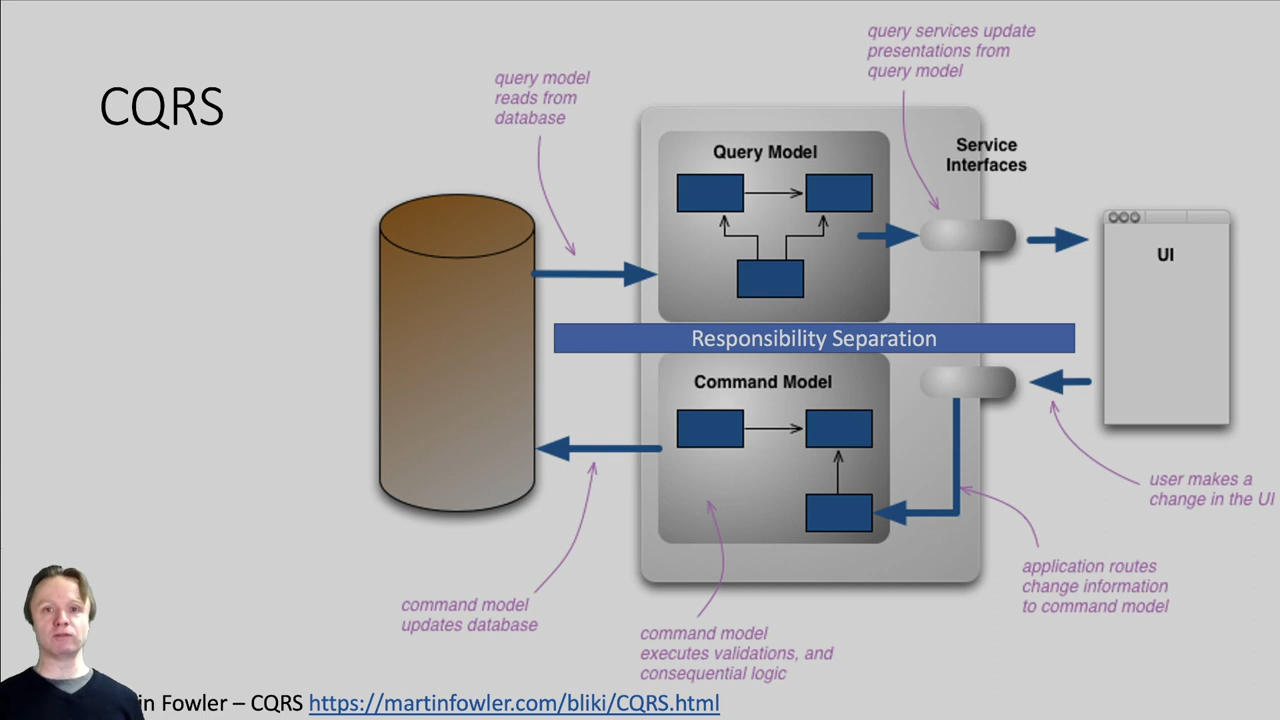 CQRS
query model
reads from
database
query services update
presentations from
query model
Query Model
Service
Interfaces
UI
Responsibility Separation
Command Model
user makes a
change in the UI
application routes
change information
to command model
command model
updates database
command model
executes validations, and
consequential logic
Fowler – CQRS https://martinfowler.com/bliki/CQRS.html